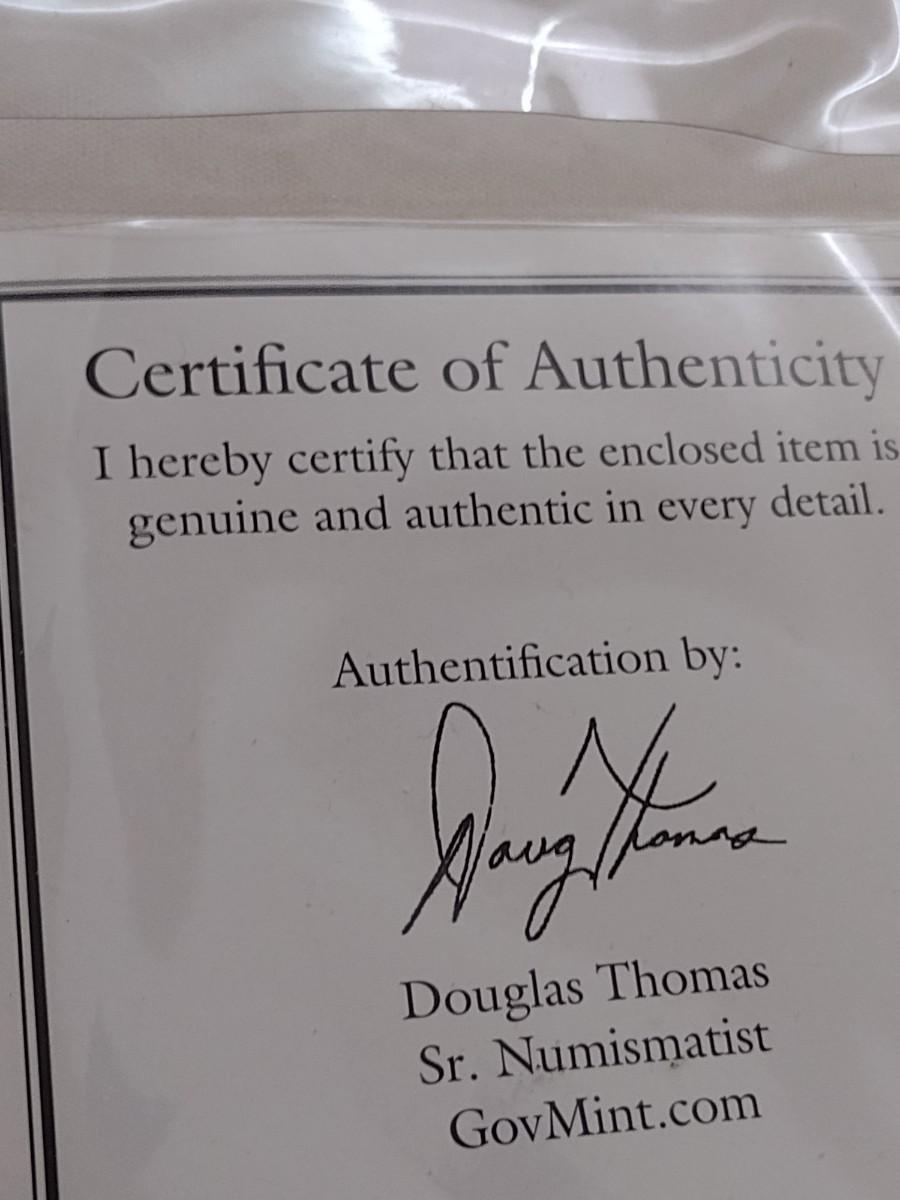 Certificate of Authenticity
I hereby certify that the enclosed item is
genuine and authentic in every detail.
Authentification by:
Doug Thomas
Douglas Thomas
Sr. Numismatist
GovMint.com